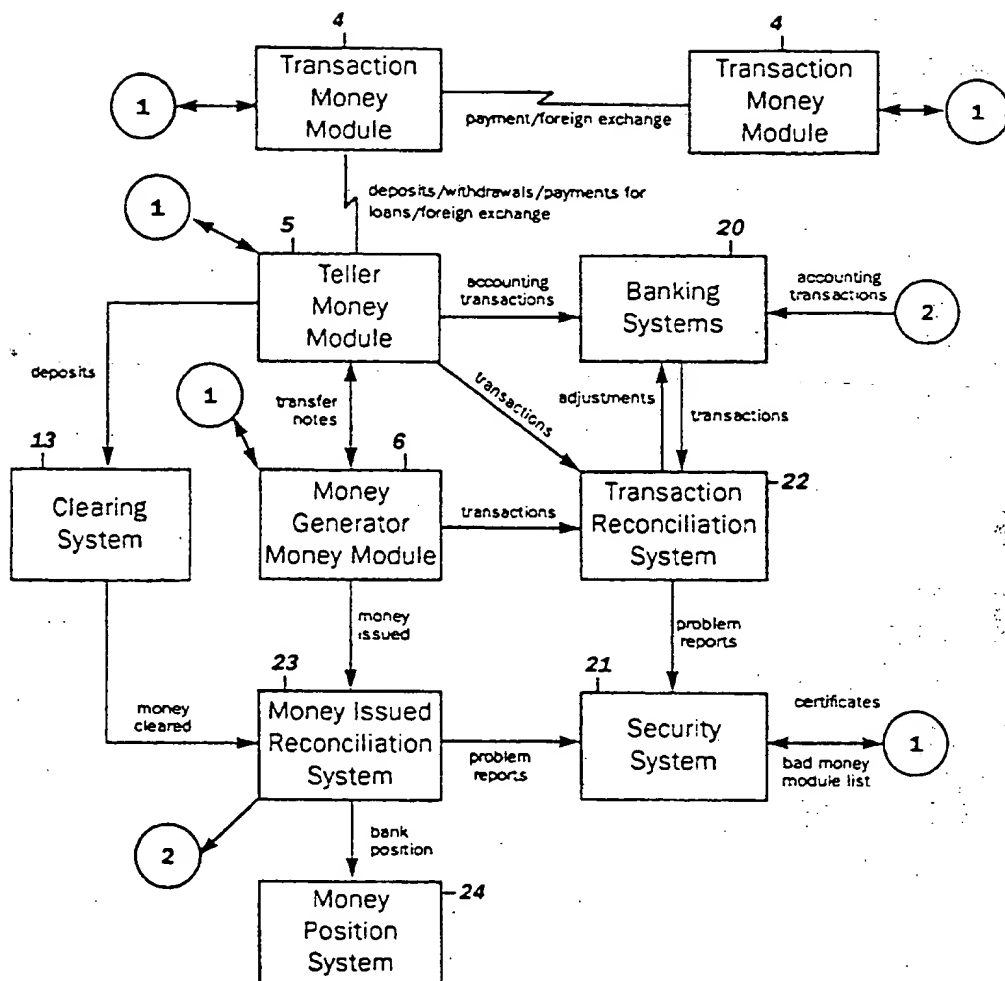 4
4
Transaction
Money
Module
Transaction
Money
Module
1
1
payment/foreign exchange
deposits/withdrawals/payments for
loans/foreign exchange
1
5
20
Teller
Money
Module
accounting
transactions
Banking
Systems
accounting
transactions
2
deposits
1
transfer
notes
transactions
adjustments
transactions
13
6
22
Clearing
System
Money
Generator
Money Module
transactions
Transaction
Reconciliation
System
money
issued
problem
reports
23
21
money
cleared
Money Issued
Reconciliation
System
problem
reports
Security
System
certificates
1
bad money
module list
2
bank
position
24
Money
Position
System